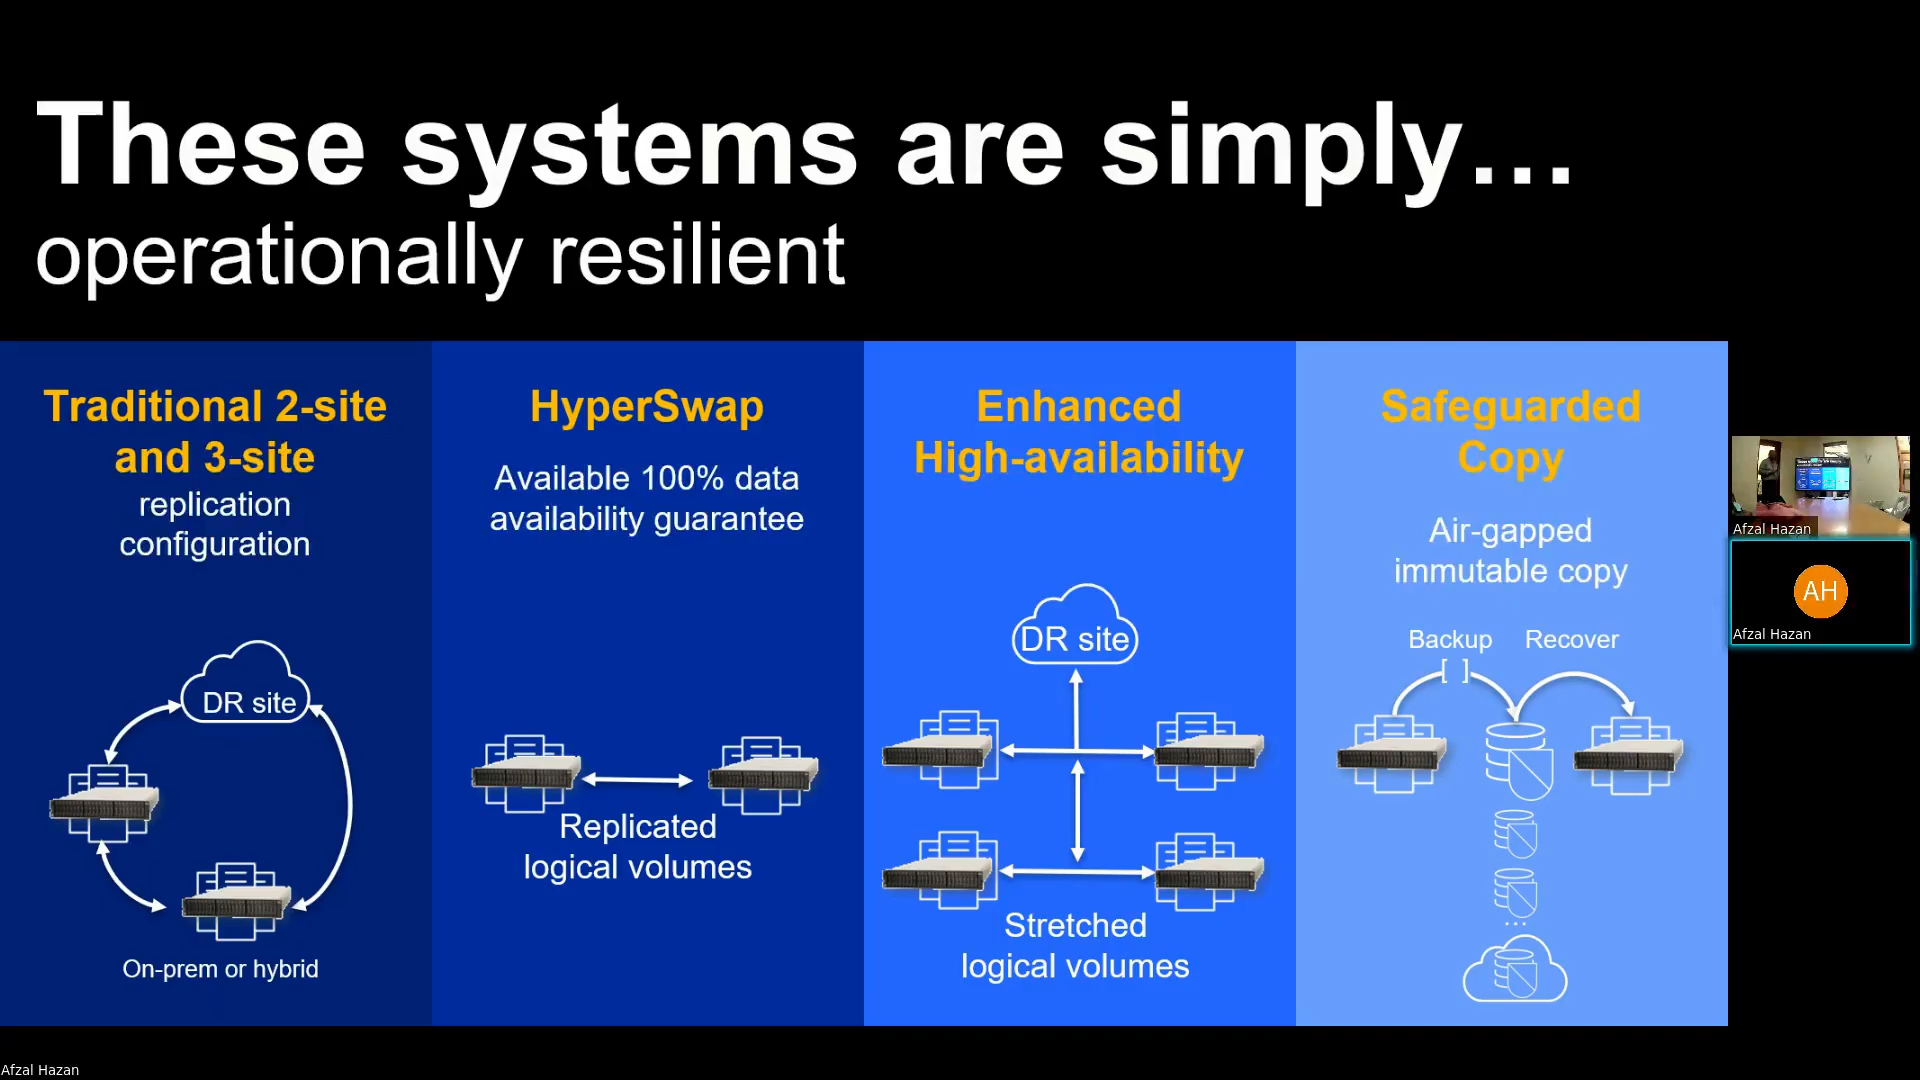 These systems are simply…
operationally resilient
Traditional 2-site
and 3-site
replication
configuration
DR site
On-prem or hybrid
HyperSwap
Available 100% data
availability guarantee
Replicated
logical volumes
Enhanced
High-availability
DR site
Stretched
logical volumes
Safeguarded
Copy
Air-gapped
immutable copy
Backup Recover
[ ]
...
Afzal Hazan
AH
Afzal Hazan
Afzal Hazan